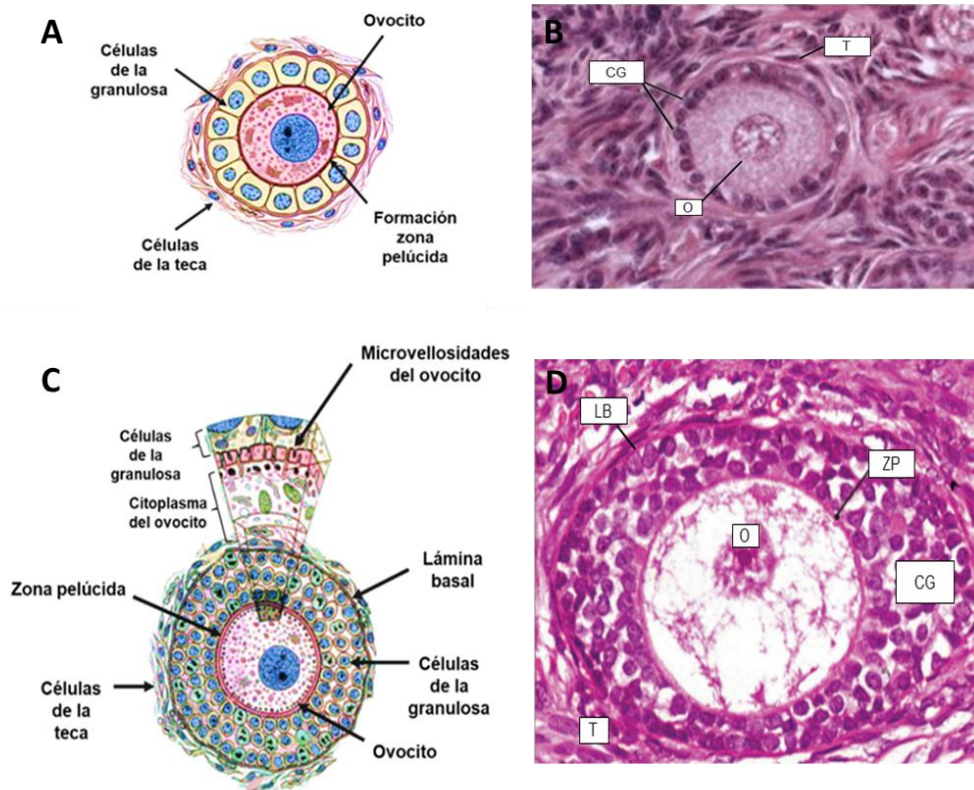 A
Células
de la
granulosa
Ovocito
Células
de la teca
Formación
zona
pelúcida
B
T
CG
O
C
Microvellosidades
del ovocito
Células
de la
granulosa
Citoplasma
del ovocito
Lámina
basal
Zona pelúcida
Células
de la
teca
Células
de la
granulosa
Ovocito
D
LB
ZP
O
CG
T